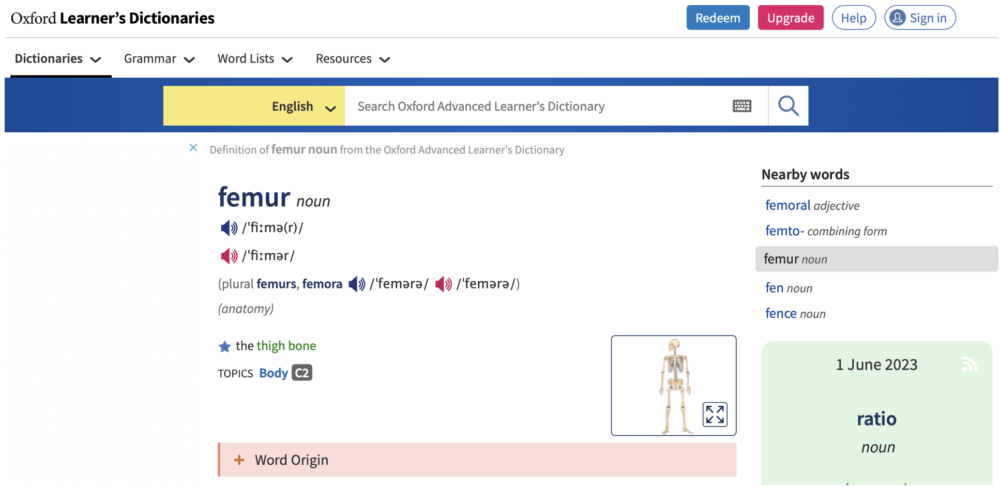 Oxford Learner’s Dictionaries
Redeem
Upgrade
Help
Sign in
Dictionaries
Grammar
Word Lists
Resources
English
Search Oxford Advanced Learner's Dictionary
Definition of femur noun from the Oxford Advanced Learner's Dictionary
femur noun
/ˈfiːmə(r)/
/ˈfiːmər/
(plural femurs, femora /ˈfemərə/ /ˈfemərə/)
(anatomy)
the thigh bone
TOPICS Body C2
+ Word Origin
Nearby words
femoral adjective
femto- combining form
femur noun
fen noun
fence noun
1 June 2023
ratio
noun